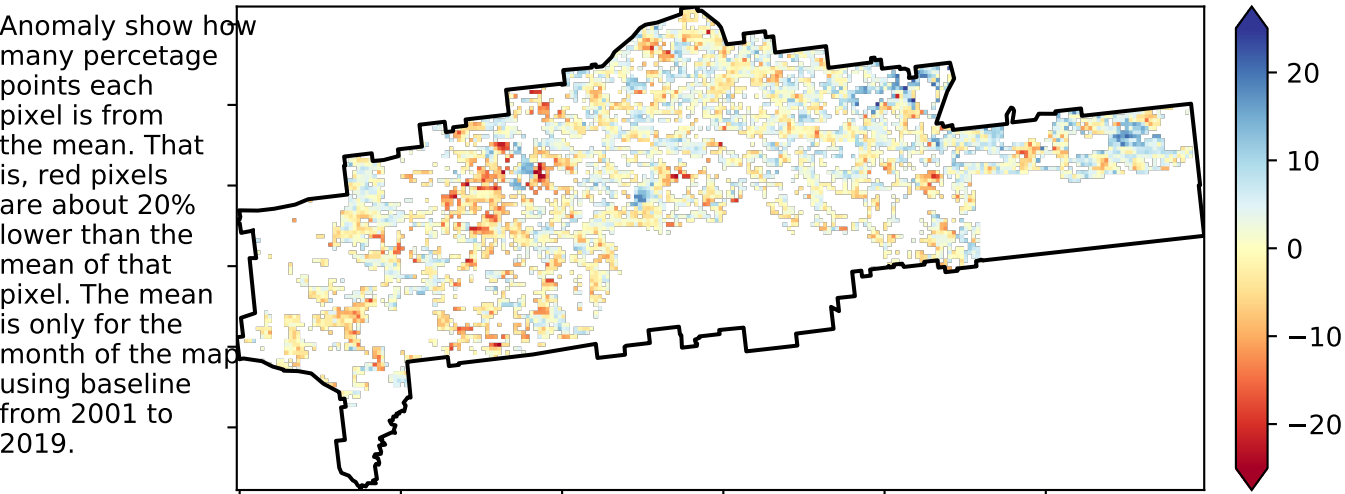 Anomaly show how
many percetage
points each
pixel is from
the mean. That
is, red pixels
are about 20%
lower than the
mean of that
pixel. The mean
is only for the
month of the map
using baseline
from 2001 to
2019.
20
10
0
−10
−20